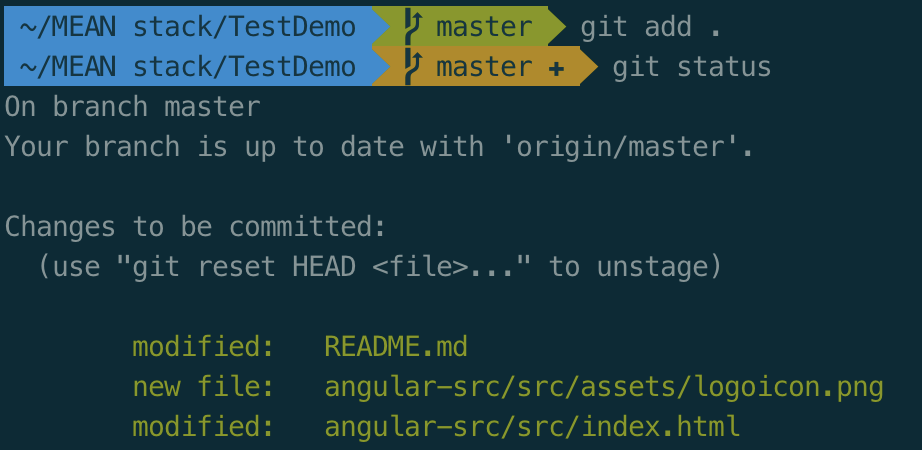 ~/MEAN stack/TestDemo master git add .
~/MEAN stack/TestDemo master + git status
On branch master
Your branch is up to date with 'origin/master'.
Changes to be committed:
(use "git reset HEAD <file>..." to unstage)
modified: README.md
new file: angular-src/src/assets/logoicon.png
modified: angular-src/src/index.html